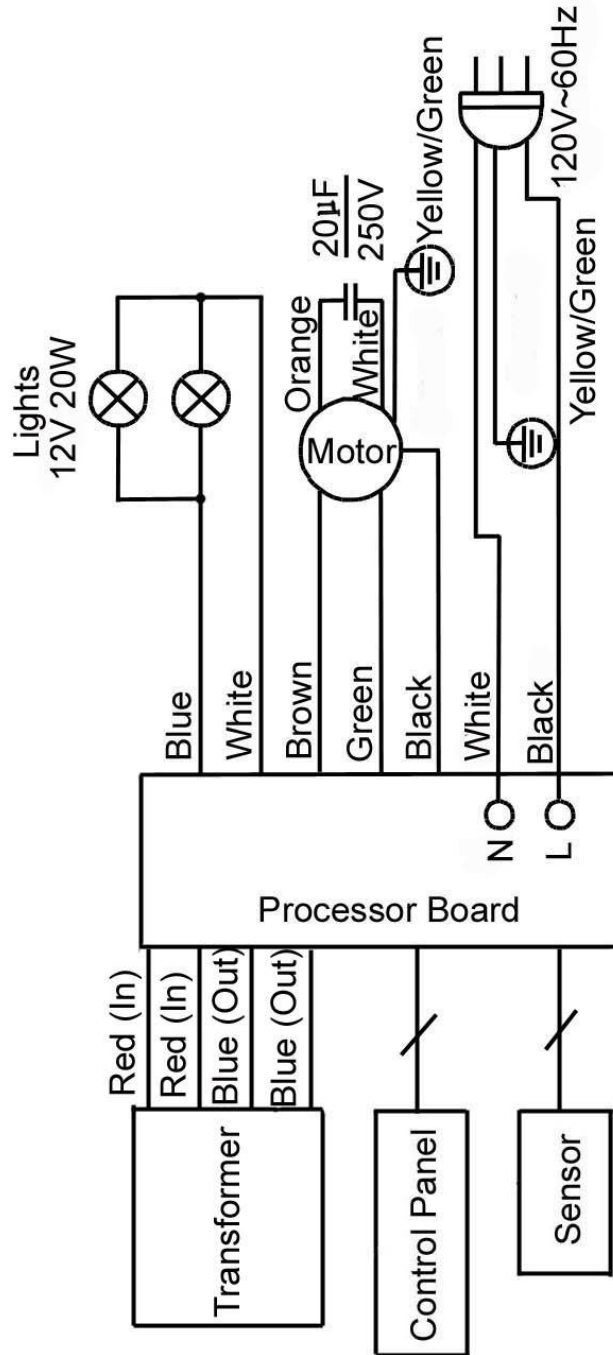 Lights
12V 20W
Orange
White
20µF
250V
Yellow/Green
Motor
Yellow/Green
120V~60Hz
Blue
White
Brown
Green
Black
White
Black
N
L
Processor Board
Red (In)
Red (In)
Blue (Out)
Blue (Out)
Transformer
Control Panel
Sensor